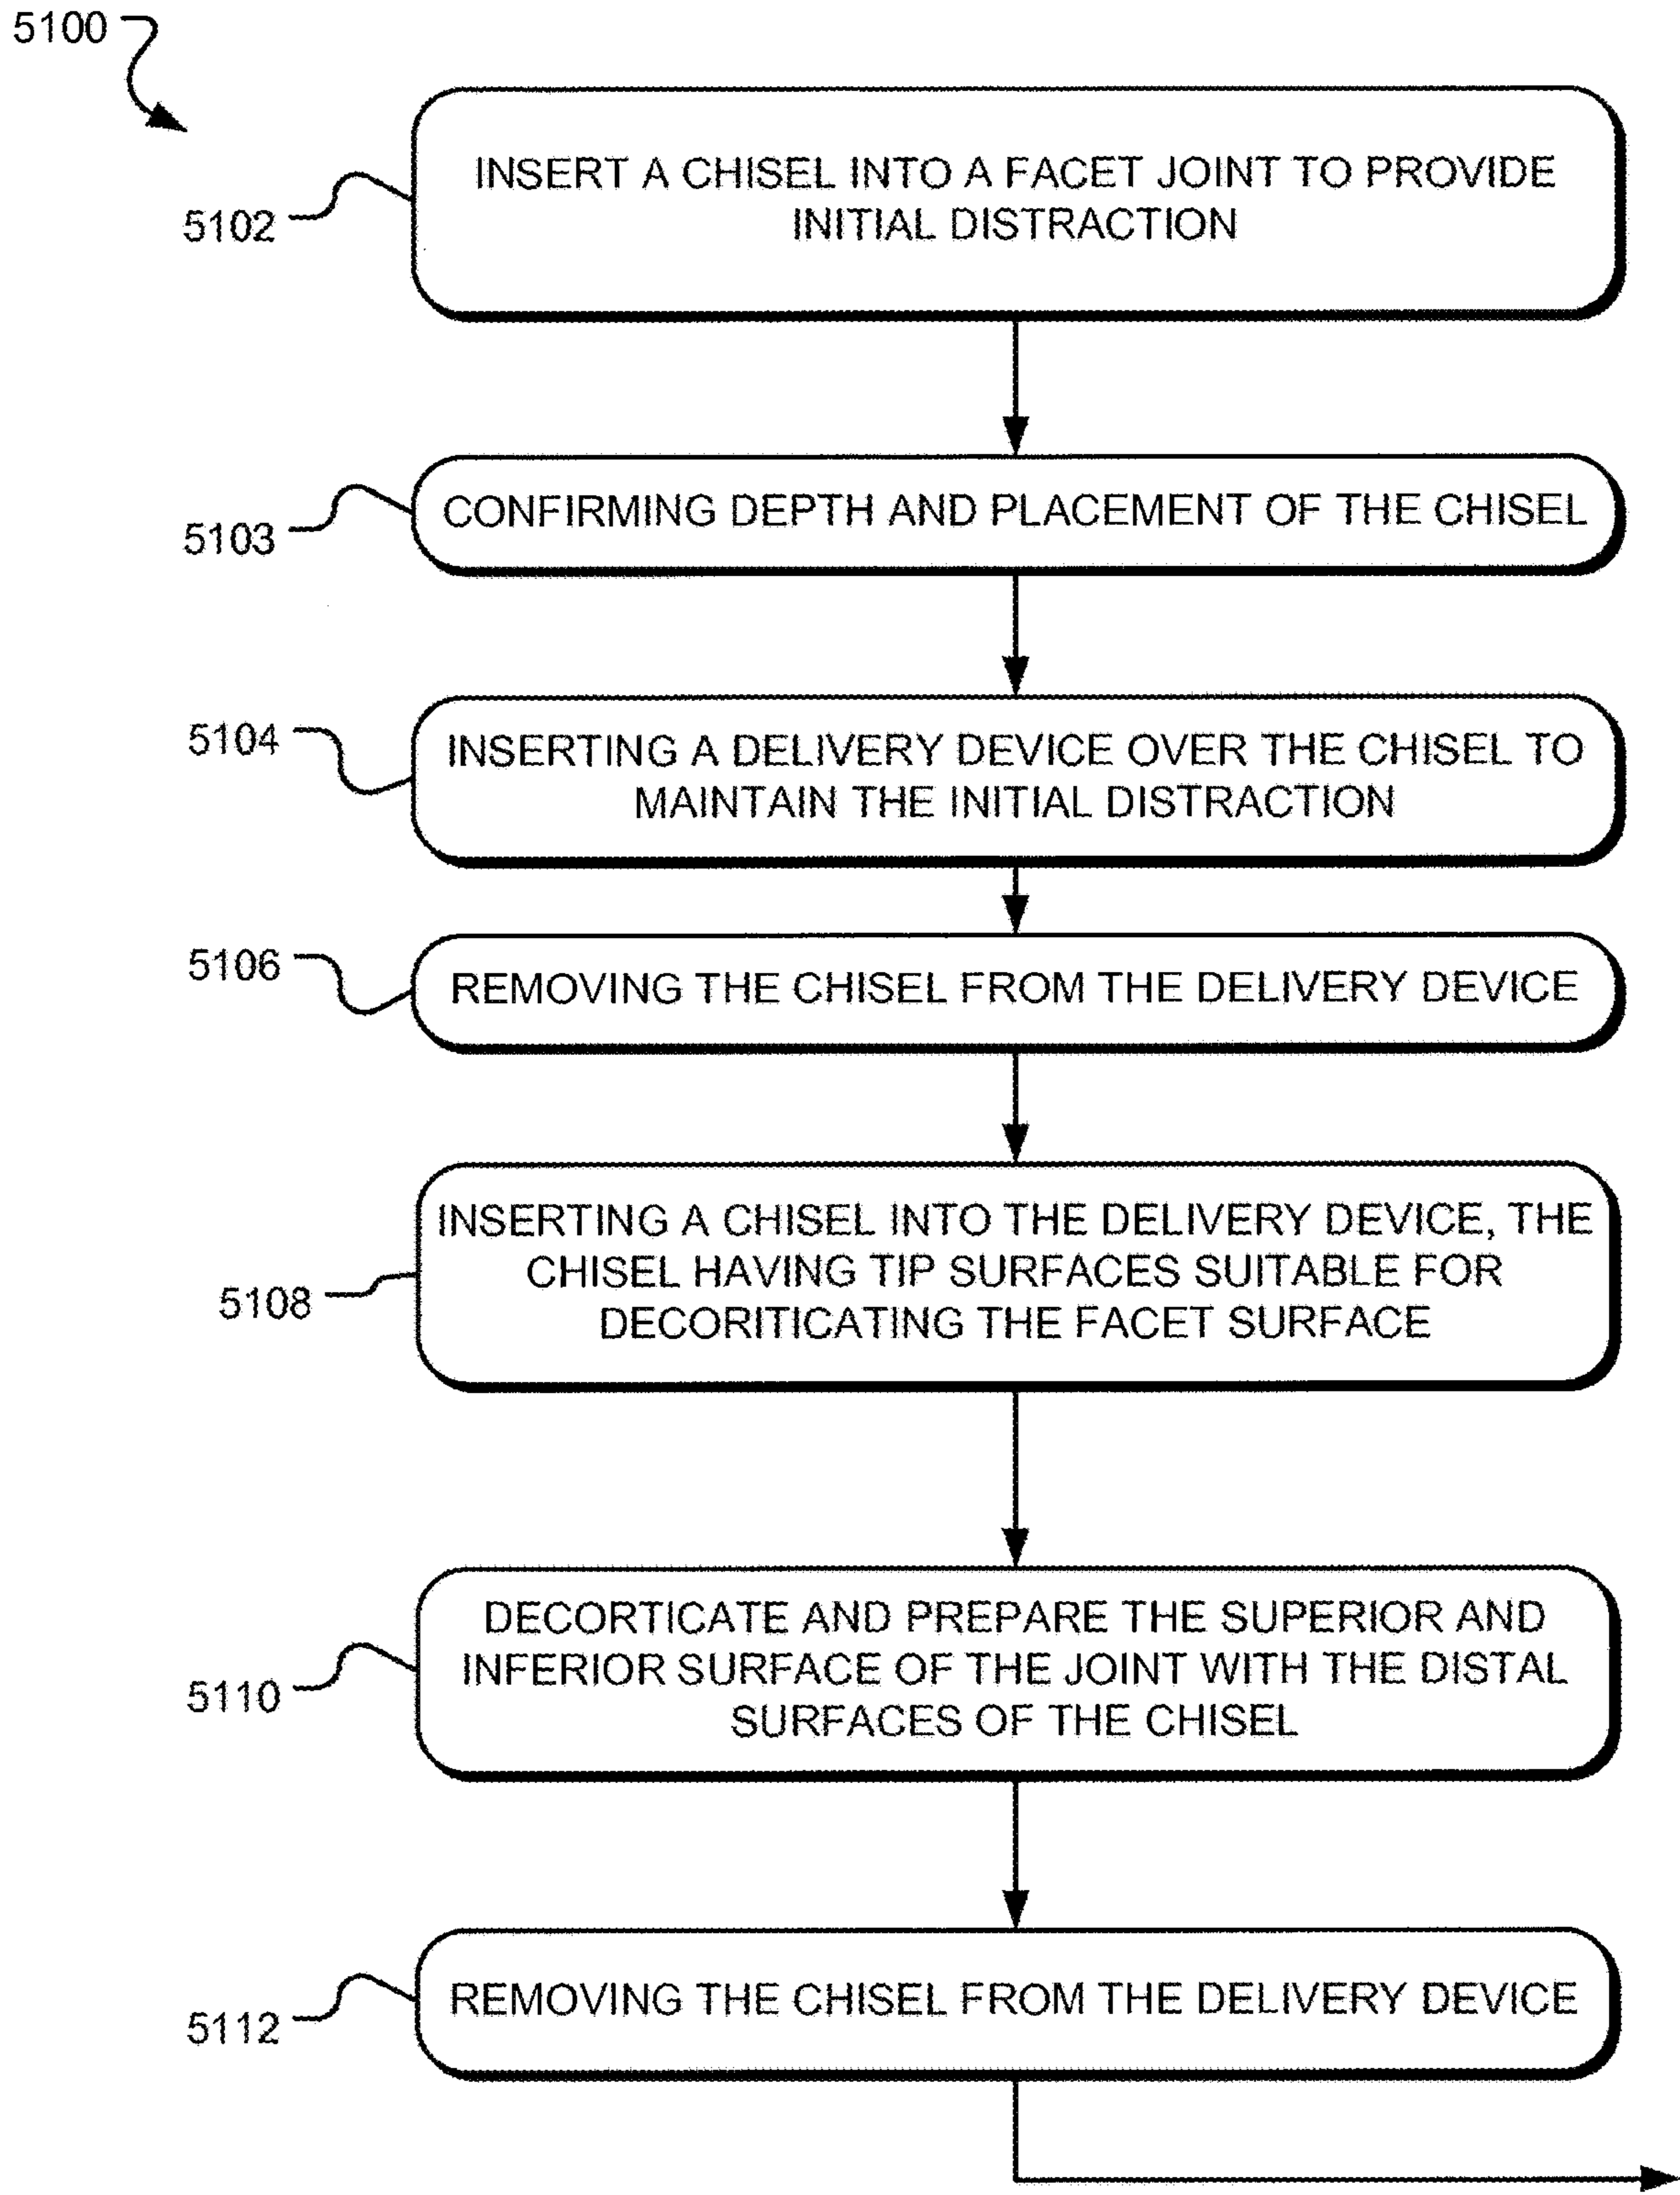 5100
INSERT A CHISEL INTO A FACET JOINT TO PROVIDE
INITIAL DISTRACTION
5102
CONFIRMING DEPTH AND PLACEMENT OF THE CHISEL
5103
INSERTING A DELIVERY DEVICE OVER THE CHISEL TO
MAINTAIN THE INITIAL DISTRACTION
5104
REMOVING THE CHISEL FROM THE DELIVERY DEVICE
5106
INSERTING A CHISEL INTO THE DELIVERY DEVICE, THE
CHISEL HAVING TIP SURFACES SUITABLE FOR
DECORITICATING THE FACET SURFACE
5108
DECORTICATE AND PREPARE THE SUPERIOR AND
INFERIOR SURFACE OF THE JOINT WITH THE DISTAL
SURFACES OF THE CHISEL
5110
REMOVING THE CHISEL FROM THE DELIVERY DEVICE
5112